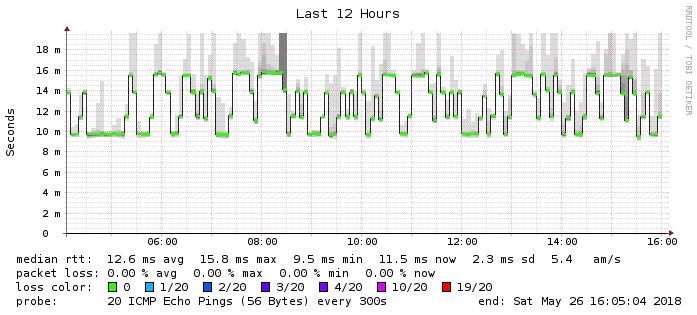 Last 12 Hours
RRDTOOL / TOBI OETIKER
Seconds
18 m
16 m
14 m
12 m
10 m
8 m
6 m
4 m
2 m
0
06:00 08:00 10:00 12:00 14:00 16:00
median rtt: 12.6 ms avg 15.8 ms max 9.5 ms min 11.5 ms now 2.3 ms sd 5.4 am/s
packet loss: 0.00 % avg 0.00 % max 0.00 % min 0.00 % now
loss color: 0 1/20 2/20 3/20 4/20 10/20 19/20
probe: 20 ICMP Echo Pings (56 Bytes) every 300s end: Sat May 26 16:05:04 2018